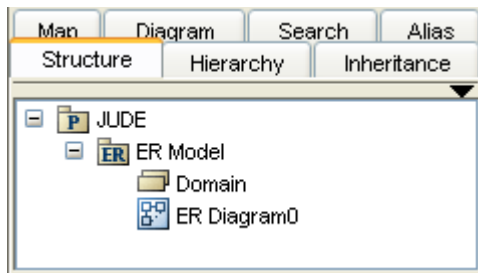 Map Diagram Search Alias
Structure Hierarchy Inheritance
P JUDE
ER ER Model
Domain
ER Diagram0